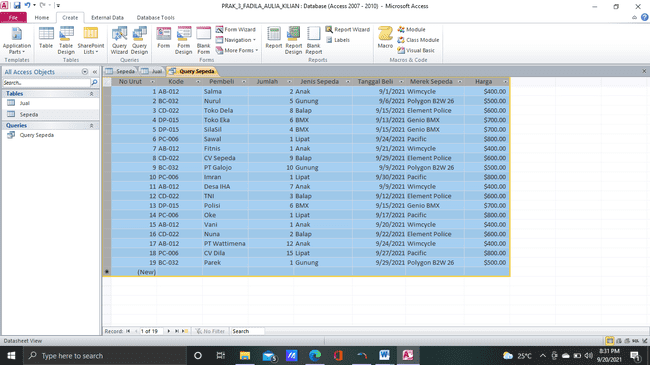 PRAK_3_FADILA_AULIA_KILIAN : Database (Access 2007 - 2010) - Microsoft Access
File Home Create External Data Database Tools
Application Parts Table Table Design SharePoint Lists Query Wizard Query Design Form Form Design Blank Form Form Wizard Navigation More Forms Report Report Design Blank Report Report Wizard Labels Macro Module Class Module Visual Basic
Templates Tables Queries Forms Reports Macros & Code
All Access Objects
Tables
Jual
Sepeda
Queries
Query Sepeda
Sepeda Jual Query Sepeda
No Urut Kode Pembeli Jumlah Jenis Sepeda Tanggal Beli Merek Sepeda Harga
1 AB-012 Salma 2 Anak 9/1/2021 Wimcycle $400.00
2 BC-032 Nurul 5 Gunung 9/6/2021 Polygon B2W 26 $500.00
3 CD-022 Toko Dela 8 Balap 9/15/2021 Element Police $600.00
4 DP-015 Toko Eka 6 BMX 9/13/2021 Genio BMX $700.00
5 DP-015 SilaSil 4 BMX 9/15/2021 Genio BMX $700.00
6 PC-006 Sawal 1 Lipat 9/24/2021 Pacific $800.00
7 AB-012 Fitnis 1 Anak 9/21/2021 Wimcycle $400.00
8 CD-022 CV Sepeda 9 Balap 9/29/2021 Element Police $600.00
9 BC-032 PT Galojo 10 Gunung 9/9/2021 Polygon B2W 26 $500.00
10 PC-006 Imran 1 Lipat 9/30/2021 Pacific $800.00
11 AB-012 Desa IHA 7 Anak 9/9/2021 Wimcycle $400.00
12 CD-022 TNI 3 Balap 9/12/2021 Element Police $600.00
13 DP-015 Polisi 6 BMX 9/15/2021 Genio BMX $700.00
14 PC-006 Oke 1 Lipat 9/17/2021 Pacific $800.00
15 AB-012 Vani 1 Anak 9/20/2021 Wimcycle $400.00
16 CD-022 Nuna 2 Balap 9/22/2021 Element Police $600.00
17 AB-012 PT Wattimena 12 Anak 9/24/2021 Wimcycle $400.00
18 PC-006 CV Dila 15 Lipat 9/27/2021 Pacific $800.00
19 BC-032 Parek 1 Gunung 9/29/2021 Polygon B2W 26 $500.00
(New)
Record: 1 of 19 No Filter Search
Datasheet View
Type here to search
25°C
8:31 PM
9/20/2021